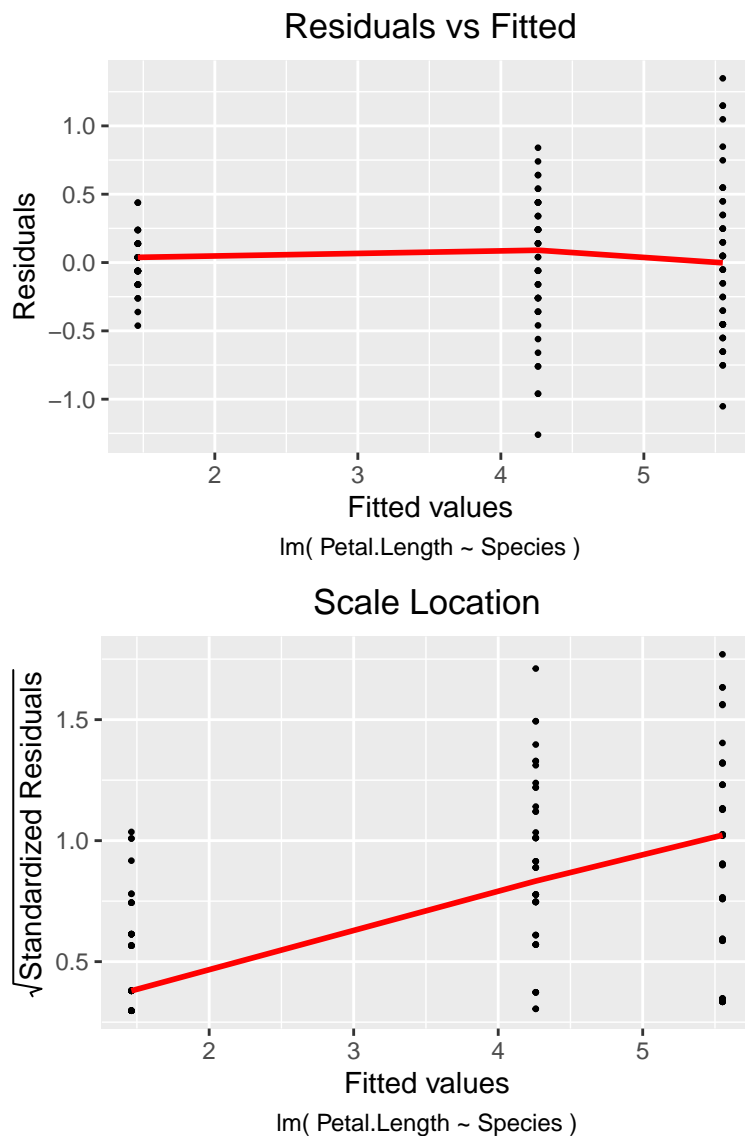 Residuals vs Fitted
1.0
0.5
0.0
−0.5
−1.0
Residuals
2 3 4 5
Fitted values
lm( Petal.Length ~ Species )
Scale Location
1.5
1.0
0.5
√Standardized Residuals
2 3 4 5
Fitted values
lm( Petal.Length ~ Species )